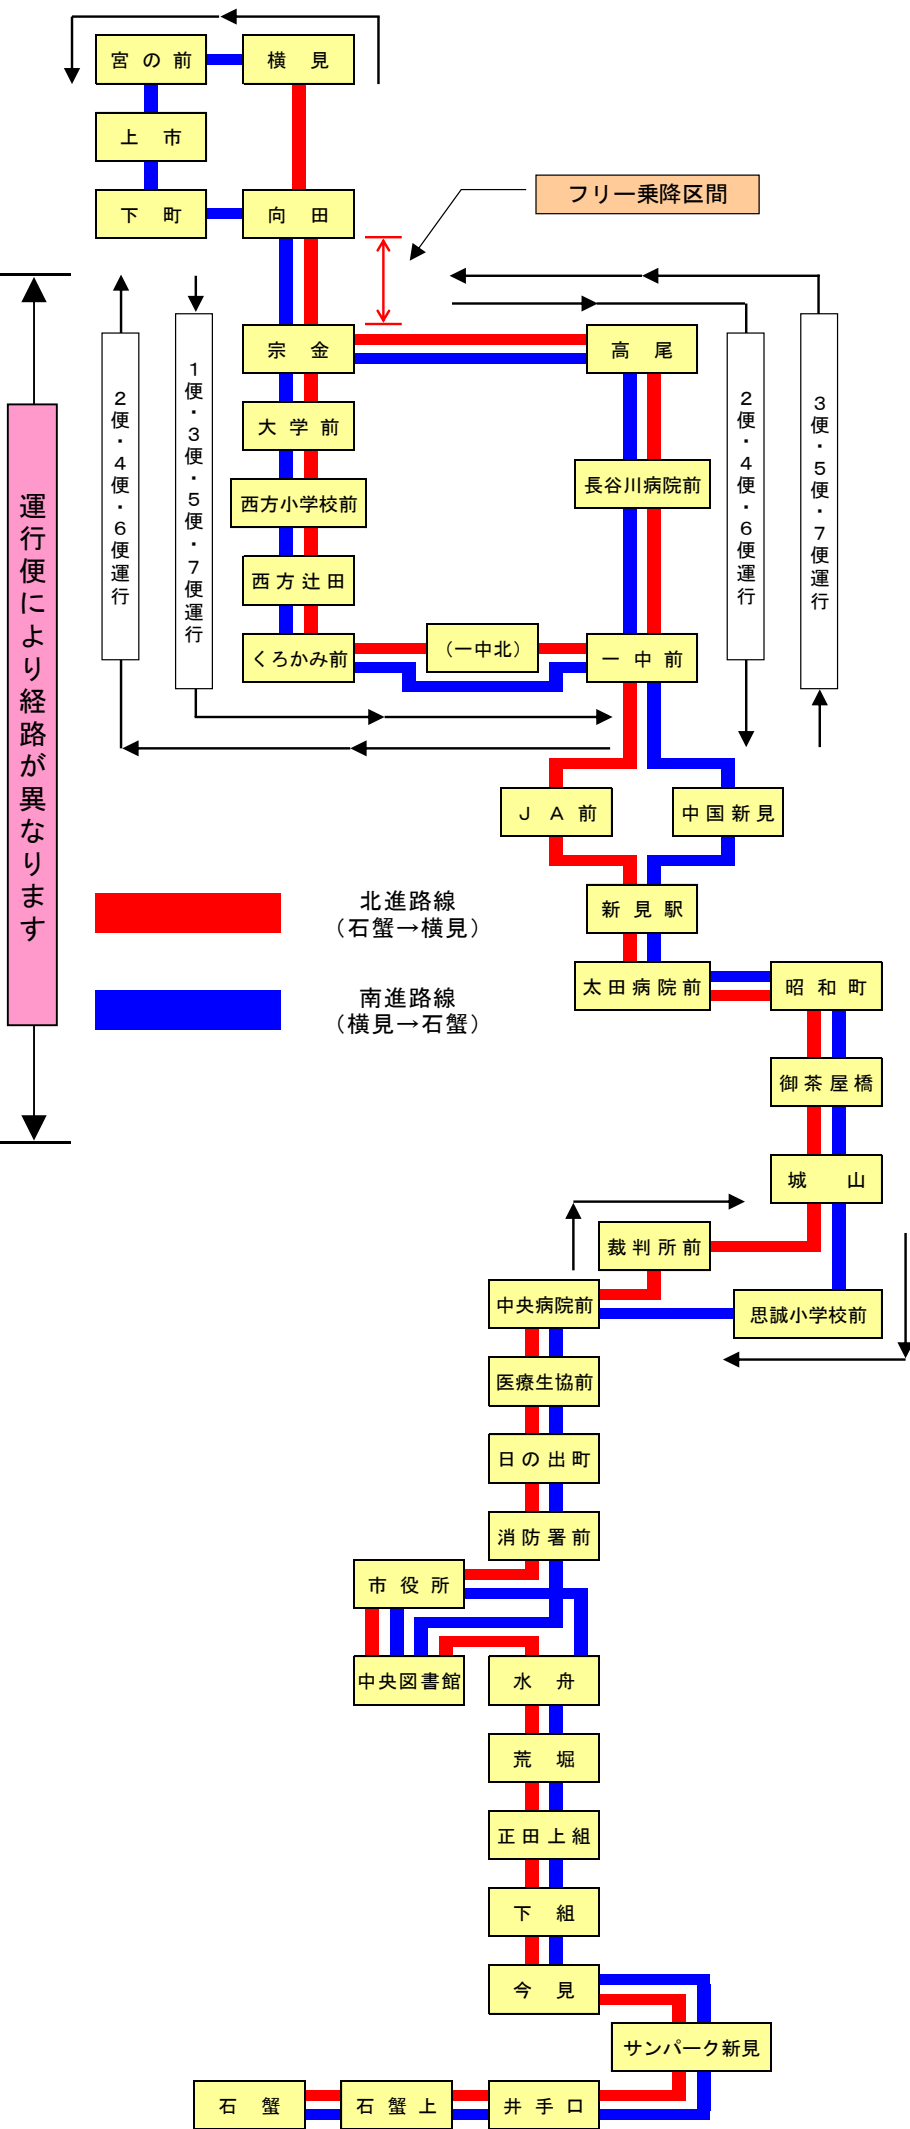 宮の前
横見
上市
下町
向田
フリー乗降区間
宗金
高尾
2便・4便・6便運行
1便・3便・5便・7便運行
2便・4便・6便運行
3便・5便・7便運行
大学前
長谷川病院前
西方小学校前
西方辻田
くろかみ前
(一中北)
一中前
運行便により経路が異なります
JA前
中国新見
北進路線
(石蟹→横見)
新見駅
南進路線
(横見→石蟹)
太田病院前
昭和町
御茶屋橋
城山
裁判所前
中央病院前
思誠小学校前
医療生協前
日の出町
消防署前
市役所
中央図書館
水舟
荒堀
正田上組
下組
今見
サンパーク新見
石蟹
石蟹上
井手口